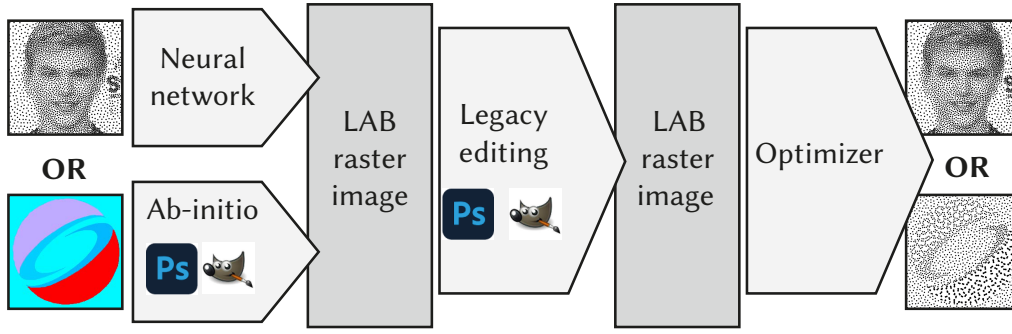 Neural
network
OR
Ab-initio
Ps
LAB
raster
image
Legacy
editing
Ps
LAB
raster
image
Optimizer
OR